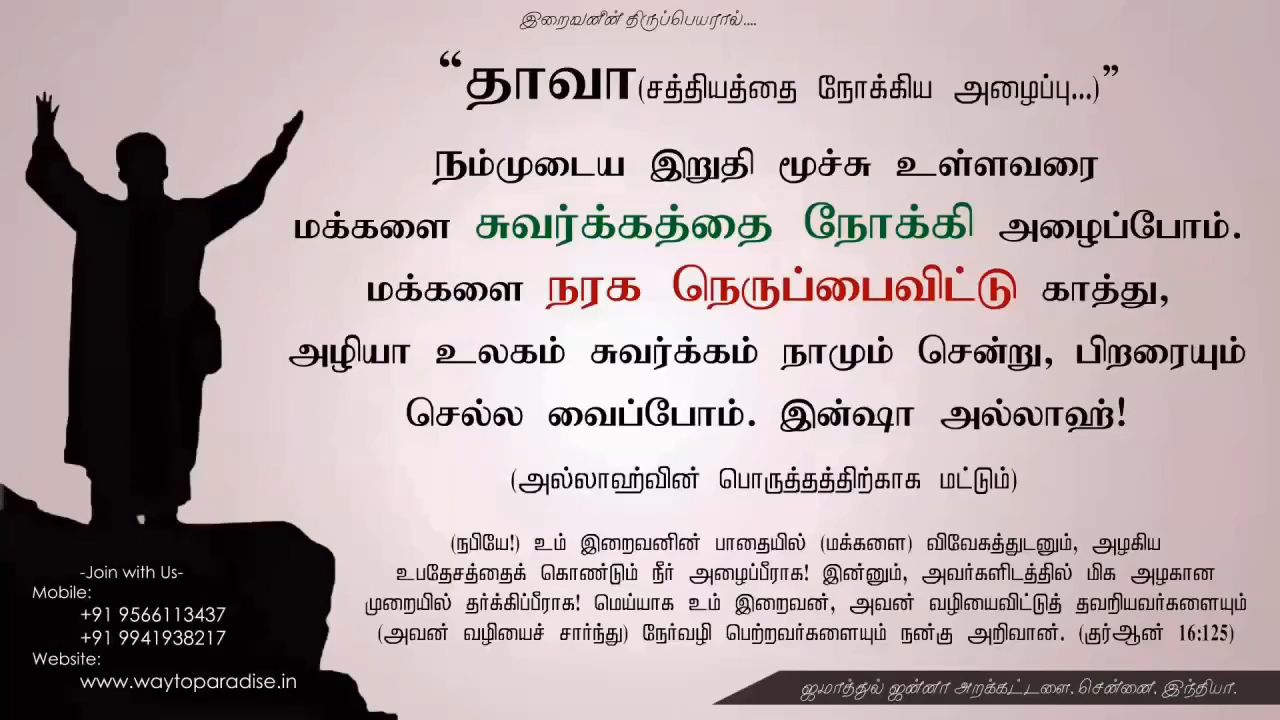 இறைவனின் திருப்பெயரால்....
“தாவா(சத்தியத்தை நோக்கிய அழைப்பு...)”
நம்முடைய இறுதி மூச்சு உள்ளவரை
மக்களை சுவர்க்கத்தை நோக்கி அழைப்போம்.
மக்களை நரக நெருப்பைவிட்டு காத்து,
அழியா உலகம் சுவர்க்கம் நாமும் சென்று, பிறரையும்
செல்ல வைப்போம். இன்ஷா அல்லாஹ்!
(அல்லாஹ்வின் பொருத்தத்திற்காக மட்டும்)
(நபியே!) உம் இறைவனின் பாதையில் (மக்களை) விவேகத்துடனும், அழகிய
உபதேசத்தைக் கொண்டும் நீர் அழைப்பீராக! இன்னும், அவர்களிடத்தில் மிக அழகான
முறையில் தர்க்கிப்பீராக! மெய்யாக உம் இறைவன், அவன் வழியைவிட்டுத் தவறியவர்களையும்
(அவன் வழியைச் சார்ந்து) நேர்வழி பெற்றவர்களையும் நன்கு அறிவான். (குர்ஆன் 16:125)
-Join with Us-
Mobile:
+91 9566113437
+91 9941938217
Website:
www.waytoparadise.in
ஜமாத்துல் ஜன்னா அறக்கட்டளை, சென்னை, இந்தியா.